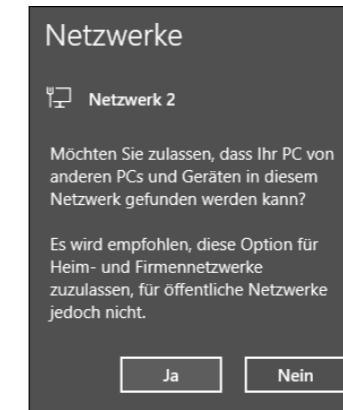 Netzwerke
Netzwerk 2
Möchten Sie zulassen, dass Ihr PC von
anderen PCs und Geräten in diesem
Netzwerk gefunden werden kann?
Es wird empfohlen, diese Option für
Heim- und Firmennetzwerke
zuzulassen, für öffentliche Netzwerke
jedoch nicht.
Ja
Nein